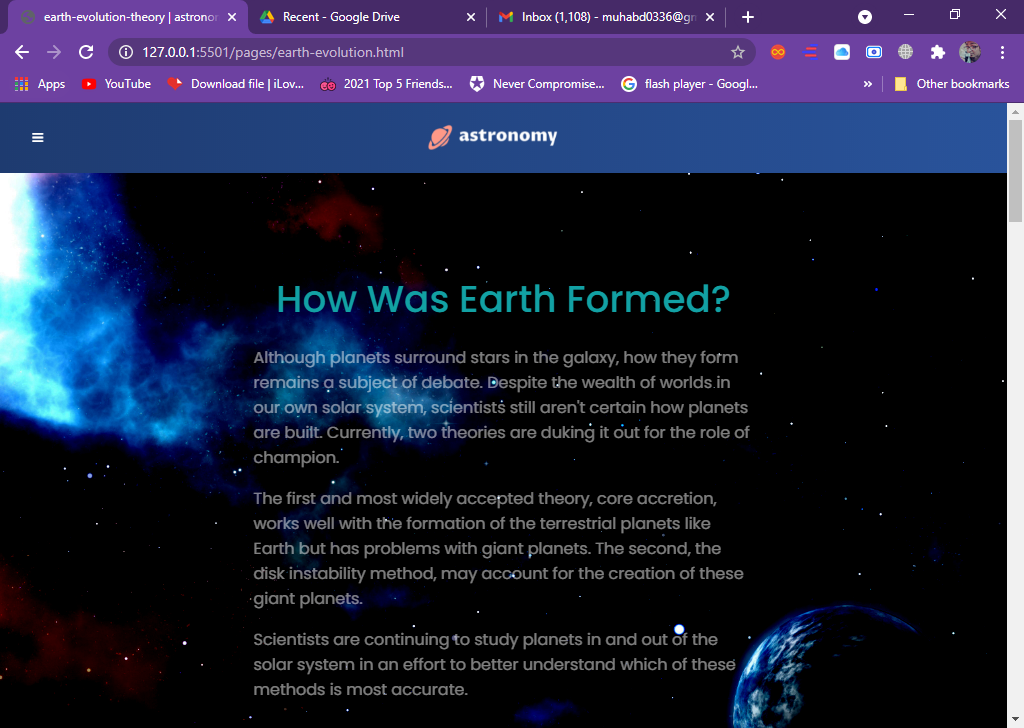 earth-evolution-theory | astronor
Recent - Google Drive
Inbox (1,108) - muhabd0336@gm
127.0.0.1:5501/pages/earth-evolution.html
Apps
YouTube
Download file | iLov...
2021 Top 5 Friends...
Never Compromise...
flash player - Googl...
»
Other bookmarks
astronomy
How Was Earth Formed?
Although planets surround stars in the galaxy, how they form
remains a subject of debate. Despite the wealth of worlds in
our own solar system, scientists still aren't certain how planets
are built. Currently, two theories are duking it out for the role of
champion.
The first and most widely accepted theory, core accretion,
works well with the formation of the terrestrial planets like
Earth but has problems with giant planets. The second, the
disk instability method, may account for the creation of these
giant planets.
Scientists are continuing to study planets in and out of the
solar system in an effort to better understand which of these
methods is most accurate.